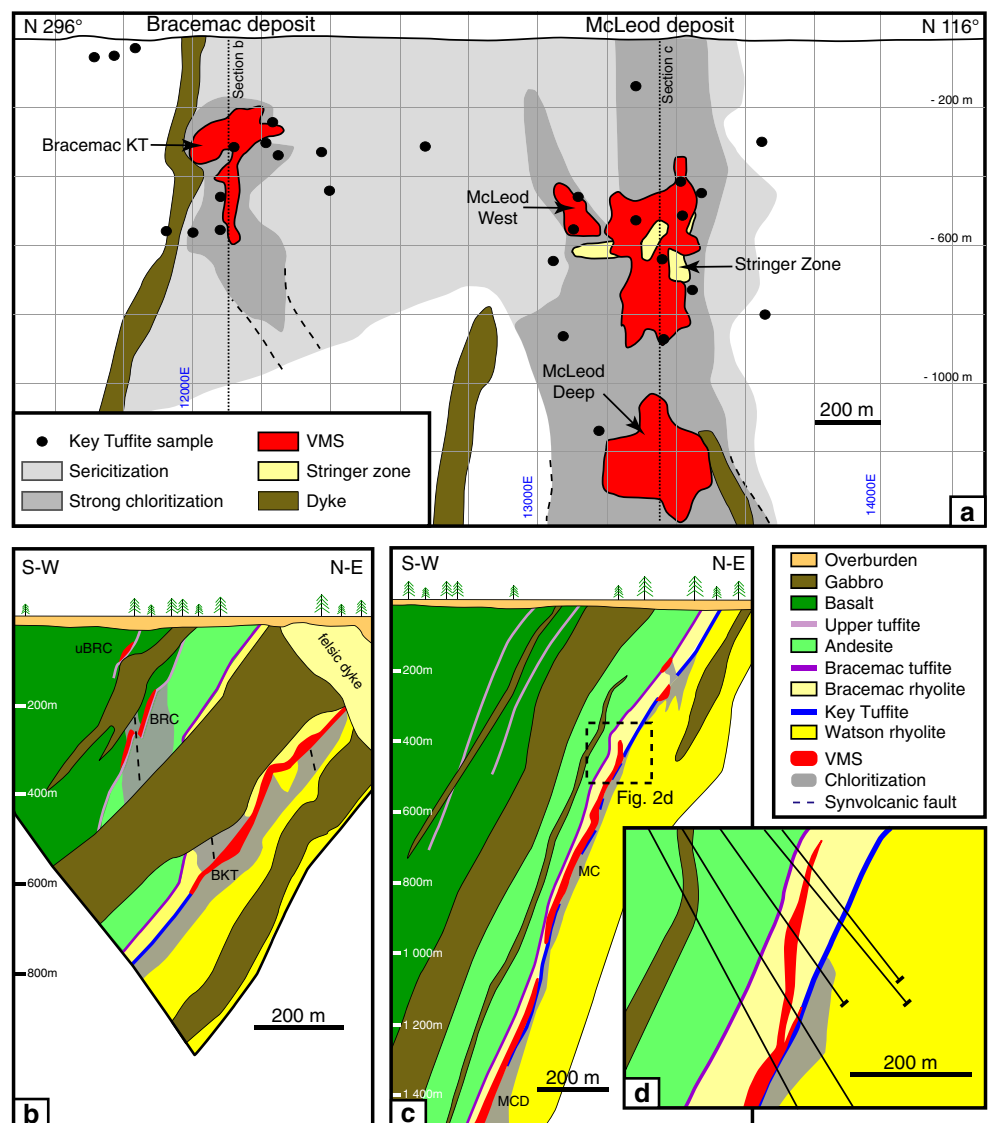 N 296°
Bracemac deposit
McLeod deposit
N 116°
Section b
Section c
- 200 m
Bracemac KT
McLeod
West
- 600 m
Stringer Zone
McLeod
Deep
- 1000 m
12000E
200 m
13000E
14000E
Key Tuffite sample
VMS
Sericitization
Stringer zone
Strong chloritization
Dyke
a
S-W
N-E
uBRC
felsic dyke
BRC
200m
400m
BKT
600m
800m
200 m
b
S-W
N-E
200m
400m
Fig. 2d
600m
MC
800m
1 000m
1 200m
200 m
1 400m
MCD
c
Overburden
Gabbro
Basalt
Upper tuffite
Andesite
Bracemac tuffite
Bracemac rhyolite
Key Tuffite
Watson rhyolite
VMS
Chloritization
Synvolcanic fault
200 m
d